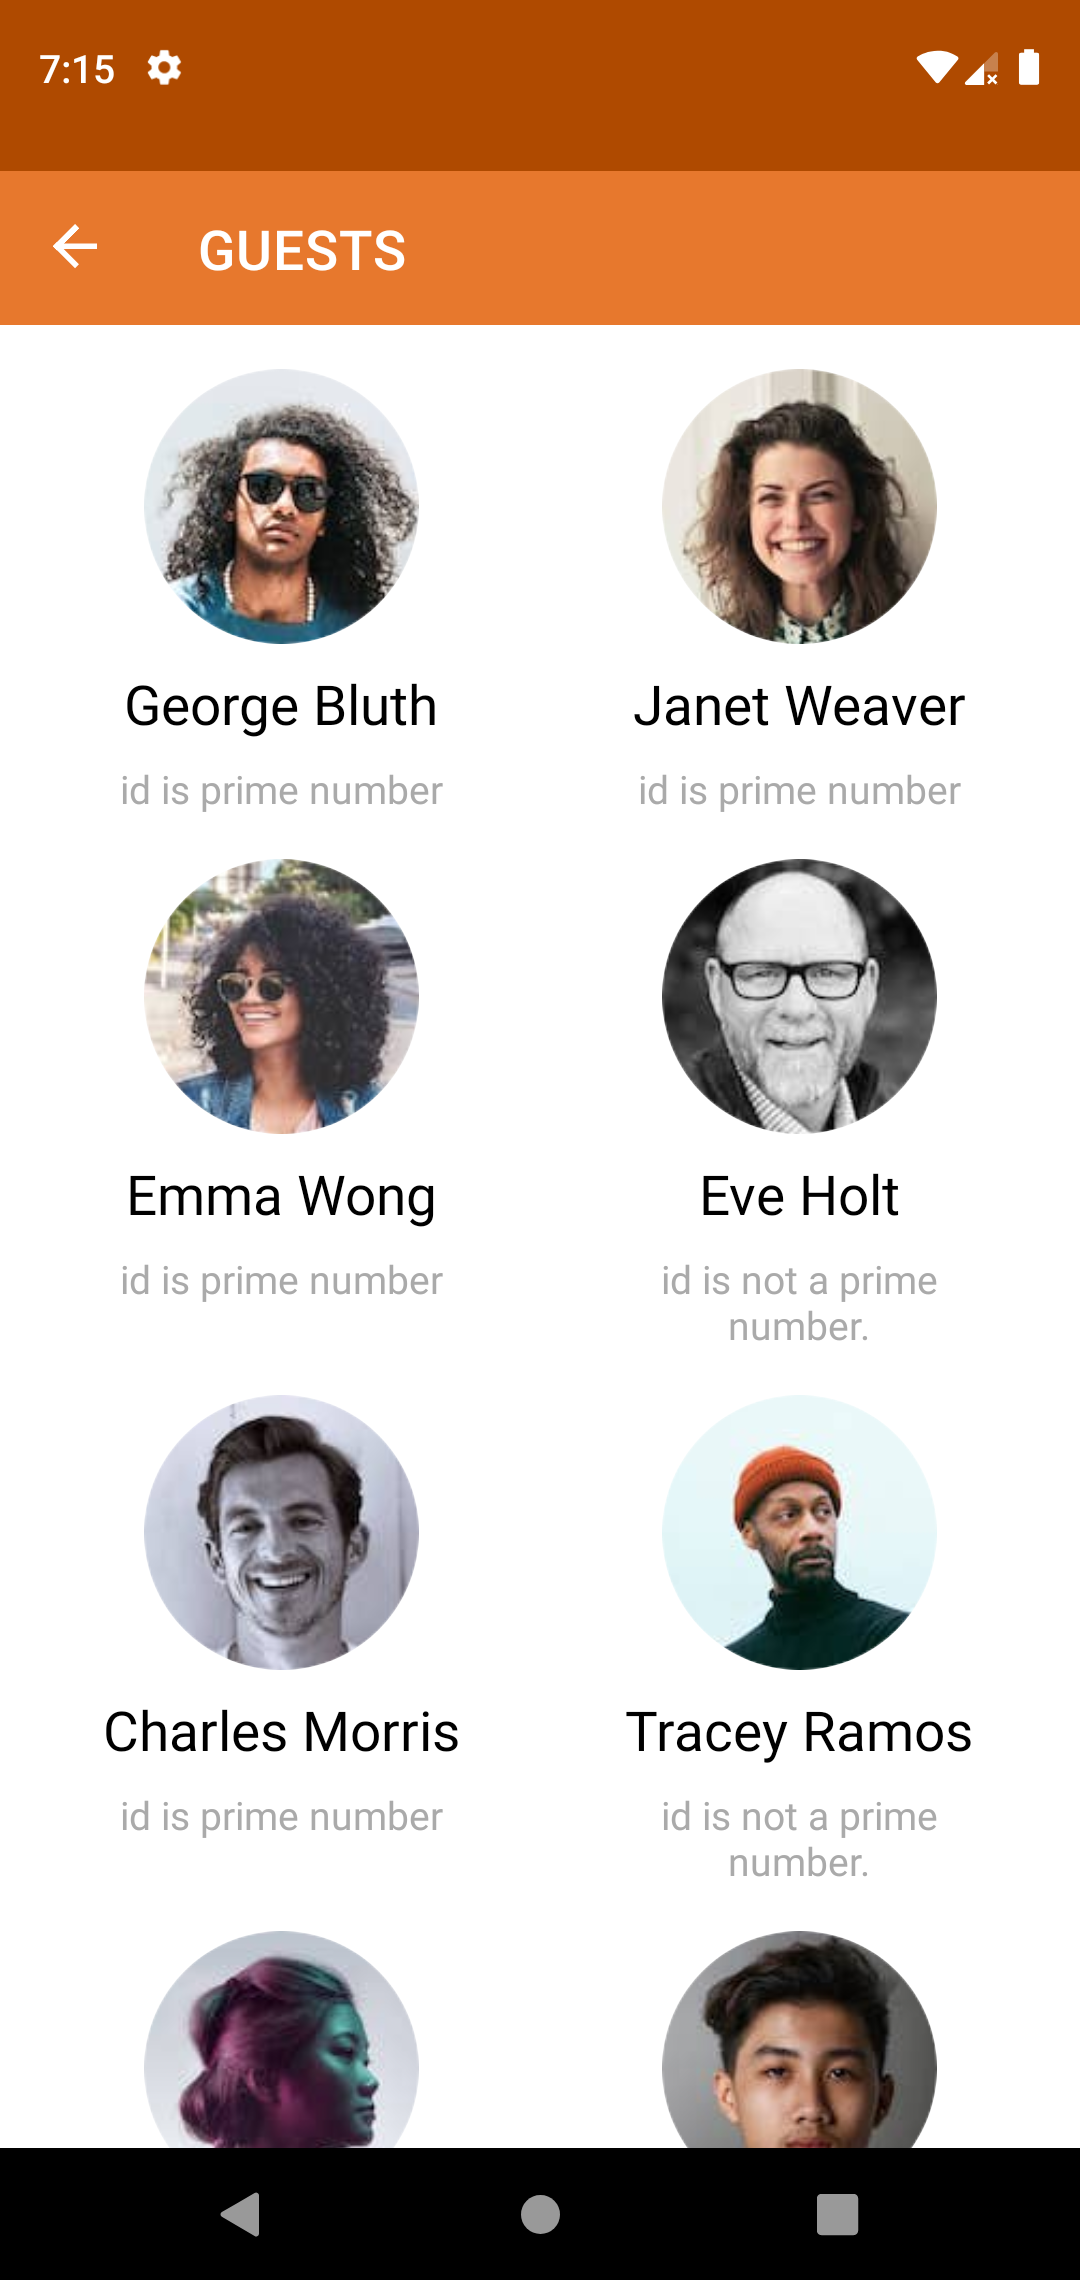 7:15
GUESTS
George Bluth
Janet Weaver
id is prime number
id is prime number
Emma Wong
Eve Holt
id is prime number
id is not a prime
number.
Charles Morris
Tracey Ramos
id is prime number
id is not a prime
number.